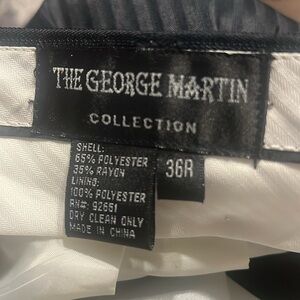 THE GEORGE MARTIN
COLLECTION
SHELL:
65% POLYESTER
35% RAYON
LINING:
100% POLYESTER
RN#: 92651
DRY CLEAN ONLY
MADE IN CHINA
36R